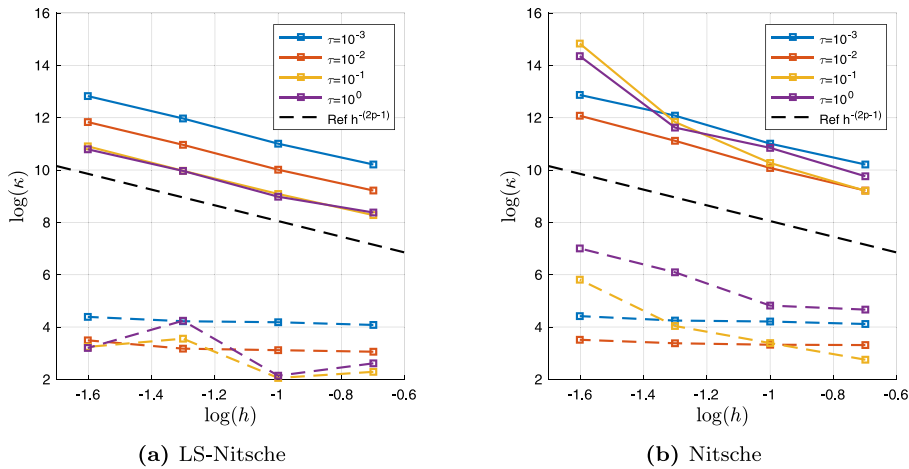 16
14
12
10
8
6
4
2
log(κ)
τ=10^-3
τ=10^-2
τ=10^-1
τ=10^0
Ref h^-(2p-1)
-1.6 -1.4 -1.2 -1 -0.8 -0.6
log(h)
(a) LS-Nitsche
16
14
12
10
8
6
4
2
log(κ)
τ=10^-3
τ=10^-2
τ=10^-1
τ=10^0
Ref h^-(2p-1)
-1.6 -1.4 -1.2 -1 -0.8 -0.6
log(h)
(b) Nitsche